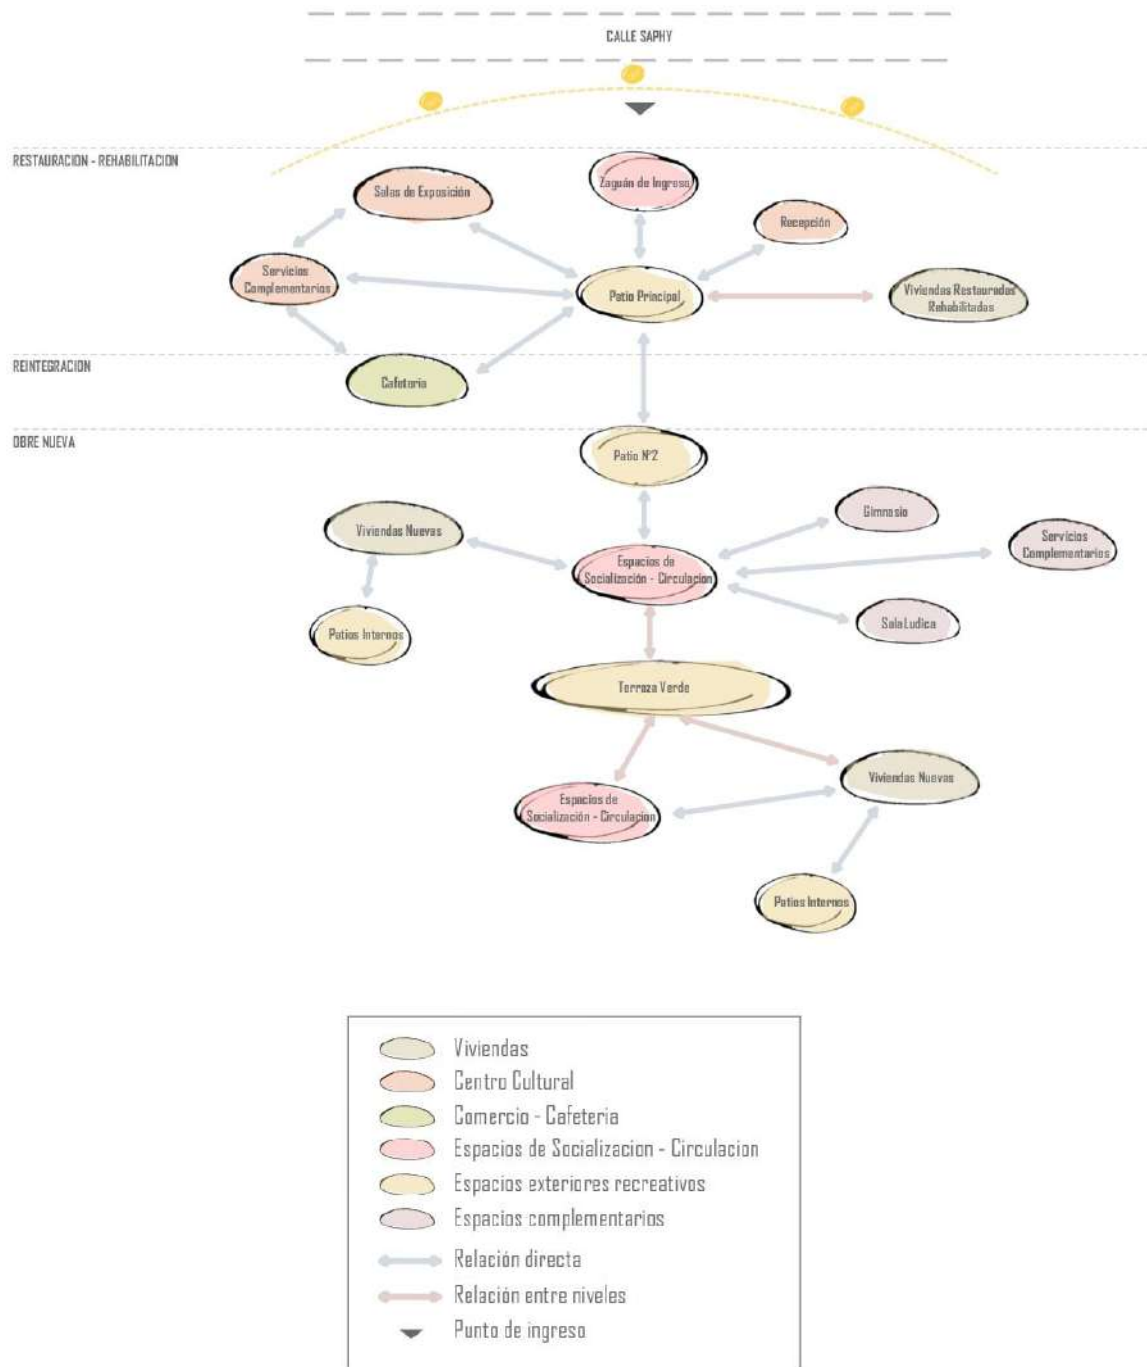 CALLE SAPHY
RESTAURACION - REHABILITACION
Zaguán de Ingreso
Salas de Exposición
Recepción
Servicios
Complementarios
Patio Principal
Viviendas Restauradas
Rehabilitadas
REINTEGRACION
Cafeteria
OBRE NUEVA
Patio Nº2
Viviendas Nuevas
Gimnasio
Servicios
Complementarios
Espacios de
Socialización - Circulacion
Sala Ludica
Patios Internos
Terraza Verde
Viviendas Nuevas
Espacios de
Socialización - Circulacion
Patios Internos
Viviendas
Centro Cultural
Comercio - Cafeteria
Espacios de Socializacion - Circulacion
Espacios exteriores recreativos
Espacios complementarios
Relación directa
Relación entre niveles
Punto de ingreso